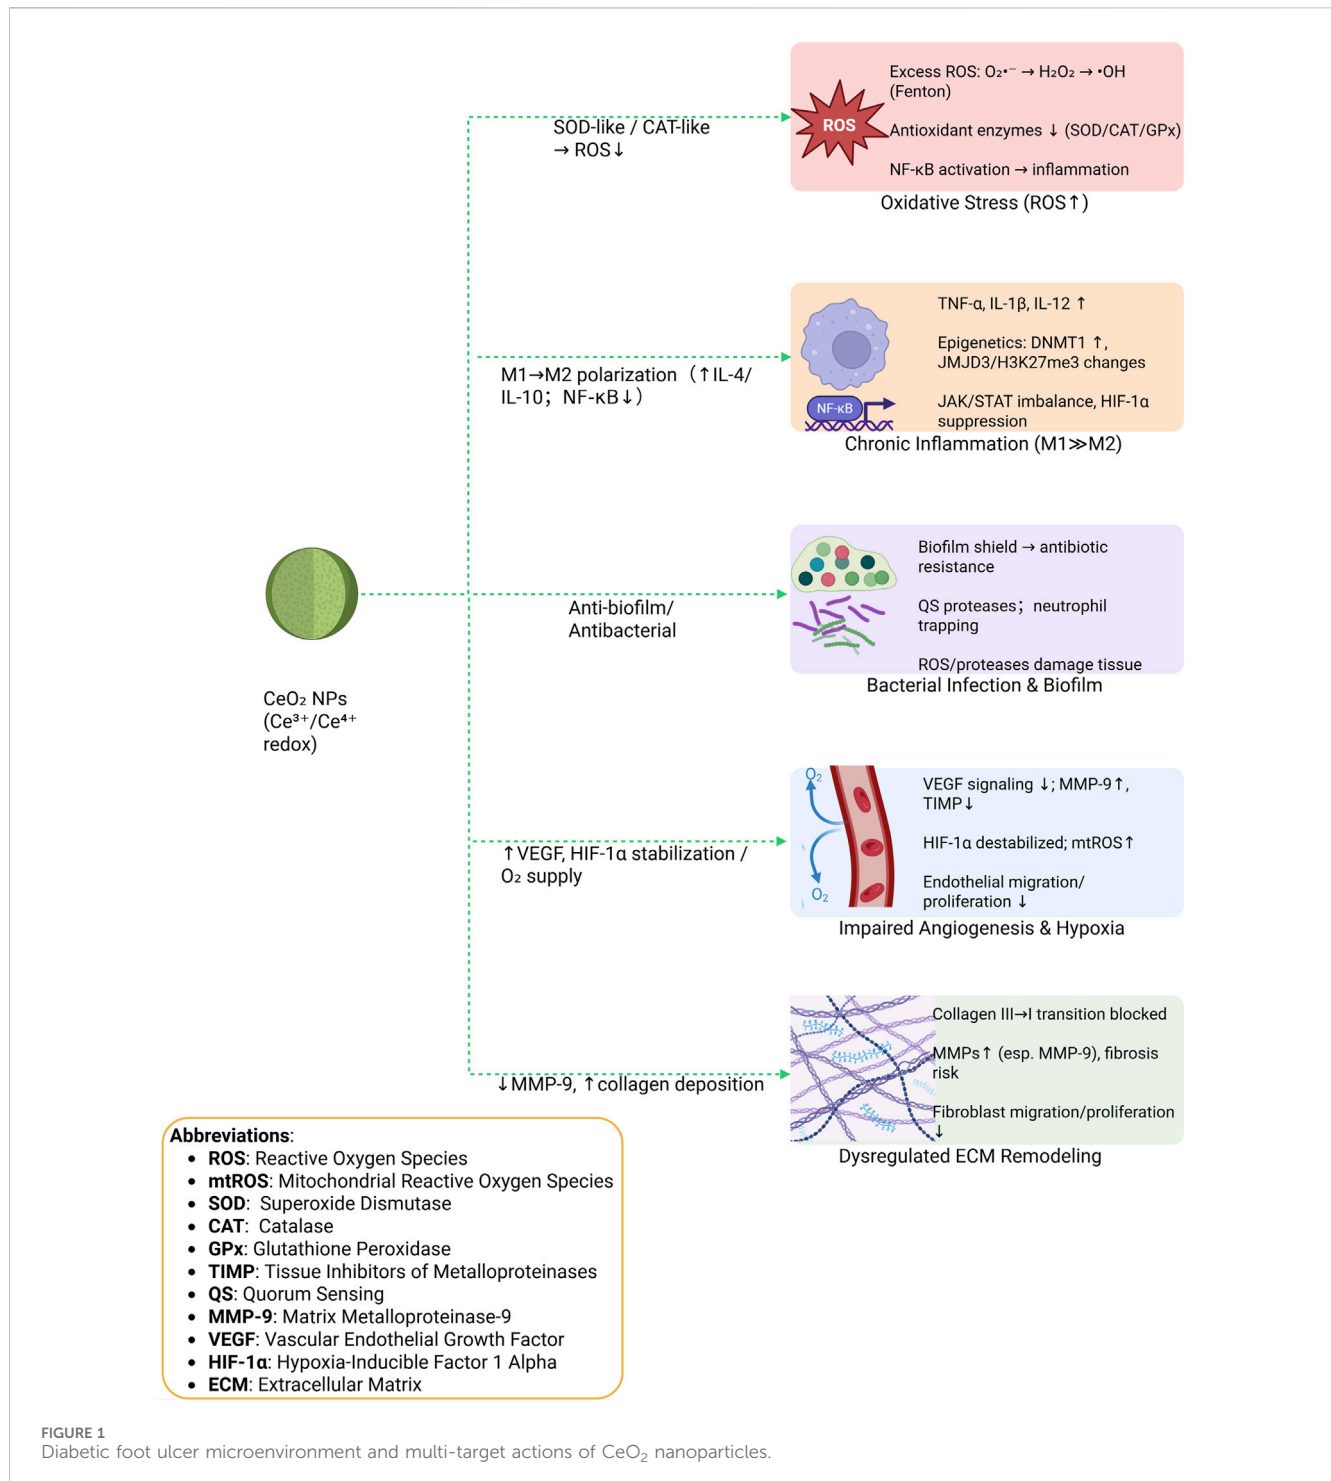 Excess ROS: O₂•⁻ → H₂O₂ → •OH
(Fenton)
ROS
Antioxidant enzymes ↓ (SOD/CAT/GPx)
NF-κB activation → inflammation
Oxidative Stress (ROS↑)
SOD-like / CAT-like
→ ROS↓
TNF-α, IL-1β, IL-12 ↑
Epigenetics: DNMT1 ↑,
JMJD3/H3K27me3 changes
JAK/STAT imbalance, HIF-1α
suppression
NF-κB
Chronic Inflammation (M1≫M2)
M1→M2 polarization（↑IL-4/
IL-10；NF-κB↓）
Biofilm shield → antibiotic
resistance
QS proteases；neutrophil
trapping
ROS/proteases damage tissue
Bacterial Infection & Biofilm
Anti-biofilm/
Antibacterial
CeO₂ NPs
(Ce³⁺/Ce⁴⁺
redox)
O₂
O₂
VEGF signaling ↓; MMP-9↑,
TIMP↓
HIF-1α destabilized; mtROS↑
Endothelial migration/
proliferation ↓
Impaired Angiogenesis & Hypoxia
↑VEGF, HIF-1α stabilization /
O₂ supply
Collagen III→I transition blocked
MMPs↑ (esp. MMP-9), fibrosis
risk
Fibroblast migration/proliferation
↓
Dysregulated ECM Remodeling
↓MMP-9, ↑collagen deposition
Abbreviations:
• ROS: Reactive Oxygen Species
• mtROS: Mitochondrial Reactive Oxygen Species
• SOD: Superoxide Dismutase
• CAT: Catalase
• GPx: Glutathione Peroxidase
• TIMP: Tissue Inhibitors of Metalloproteinases
• QS: Quorum Sensing
• MMP-9: Matrix Metalloproteinase-9
• VEGF: Vascular Endothelial Growth Factor
• HIF-1α: Hypoxia-Inducible Factor 1 Alpha
• ECM: Extracellular Matrix
FIGURE 1
Diabetic foot ulcer microenvironment and multi-target actions of CeO₂ nanoparticles.